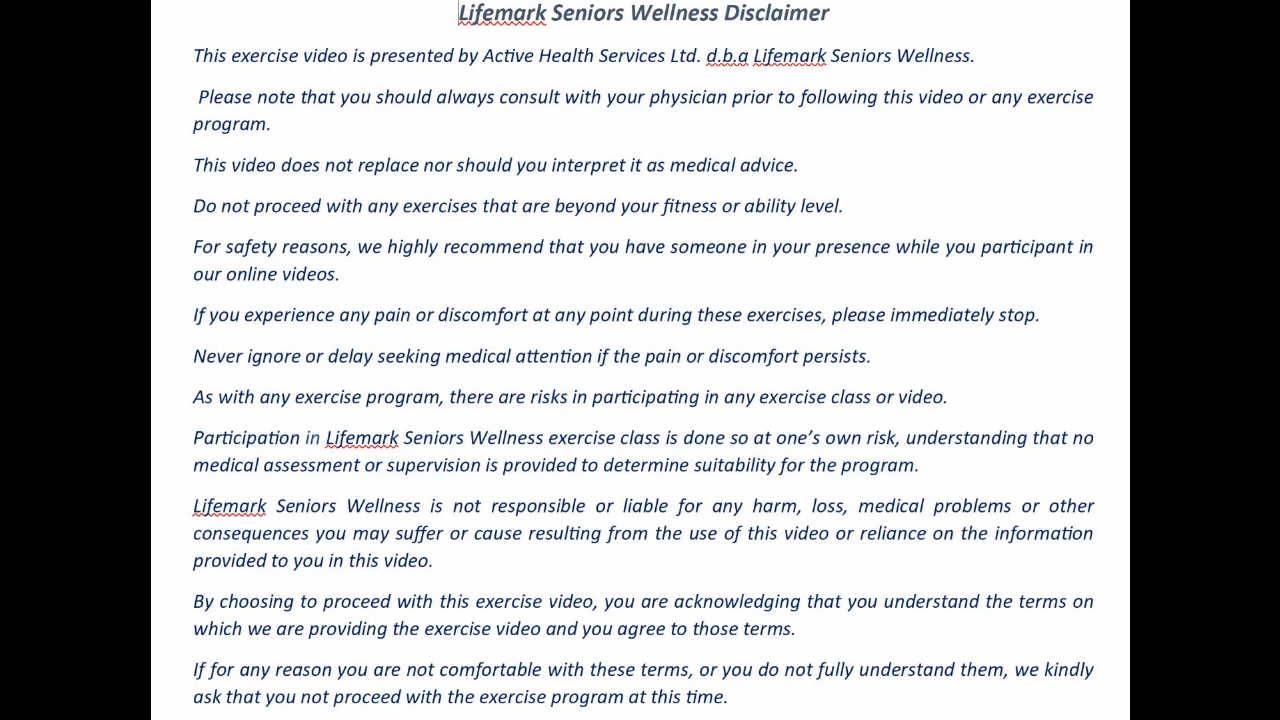 Lifemark Seniors Wellness Disclaimer
This exercise video is presented by Active Health Services Ltd. d.b.a Lifemark Seniors Wellness.
Please note that you should always consult with your physician prior to following this video or any exercise
program.
This video does not replace nor should you interpret it as medical advice.
Do not proceed with any exercises that are beyond your fitness or ability level.
For safety reasons, we highly recommend that you have someone in your presence while you participant in
our online videos.
If you experience any pain or discomfort at any point during these exercises, please immediately stop.
Never ignore or delay seeking medical attention if the pain or discomfort persists.
As with any exercise program, there are risks in participating in any exercise class or video.
Participation in Lifemark Seniors Wellness exercise class is done so at one’s own risk, understanding that no
medical assessment or supervision is provided to determine suitability for the program.
Lifemark Seniors Wellness is not responsible or liable for any harm, loss, medical problems or other
consequences you may suffer or cause resulting from the use of this video or reliance on the information
provided to you in this video.
By choosing to proceed with this exercise video, you are acknowledging that you understand the terms on
which we are providing the exercise video and you agree to those terms.
If for any reason you are not comfortable with these terms, or you do not fully understand them, we kindly
ask that you not proceed with the exercise program at this time.